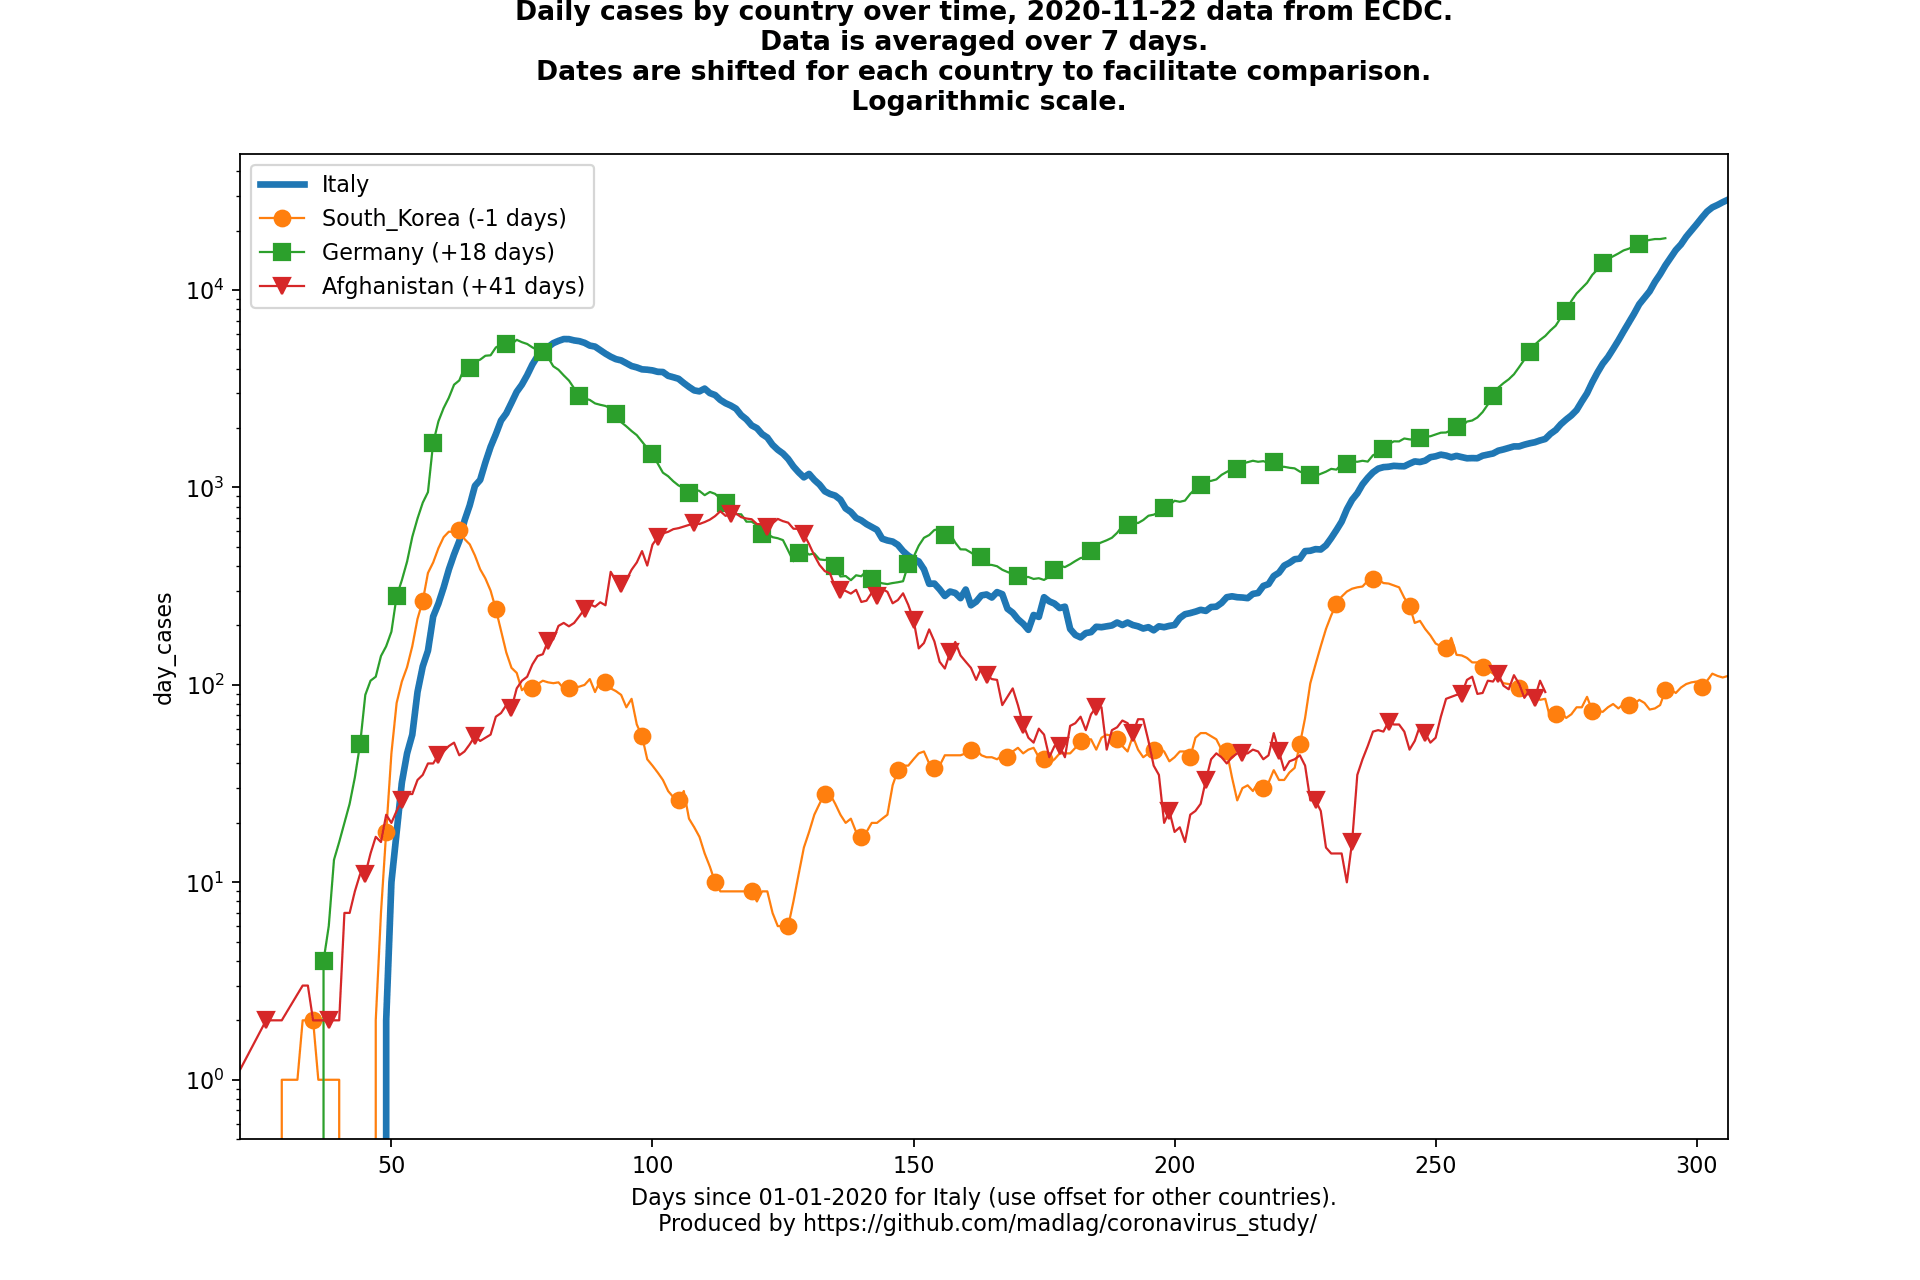 Daily cases by country over time, 2020-11-22 data from ECDC.
Data is averaged over 7 days.
Dates are shifted for each country to facilitate comparison.
Logarithmic scale.
Italy
South_Korea (-1 days)
Germany (+18 days)
Afghanistan (+41 days)
10⁴
10³
10²
10¹
10⁰
day_cases
50 100 150 200 250 300
Days since 01-01-2020 for Italy (use offset for other countries).
Produced by https://github.com/madlag/coronavirus_study/